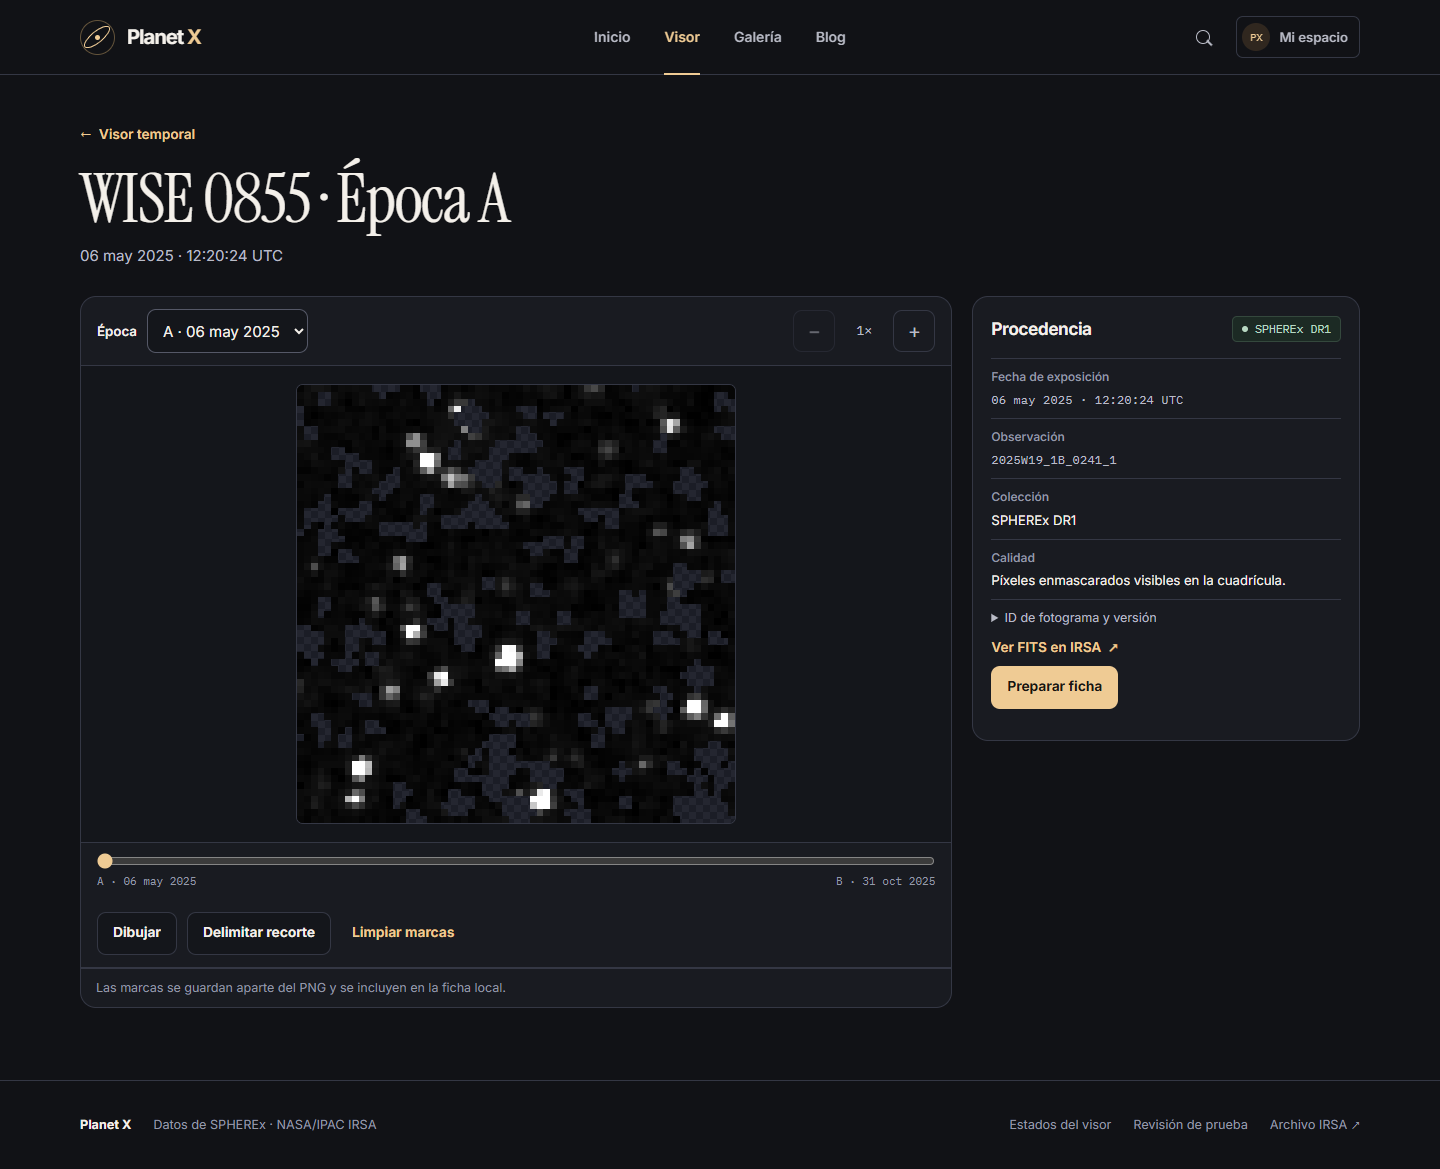 Planet X
Inicio
Visor
Galería
Blog
PX
Mi espacio
← Visor temporal
WISE 0855 · Época A
06 may 2025 · 12:20:24 UTC
Época
A · 06 may 2025
−
1×
+
A · 06 may 2025
B · 31 oct 2025
Dibujar
Delimitar recorte
Limpiar marcas
Las marcas se guardan aparte del PNG y se incluyen en la ficha local.
Procedencia
● SPHEREx DR1
Fecha de exposición
06 may 2025 · 12:20:24 UTC
Observación
2025W19_1B_0241_1
Colección
SPHEREx DR1
Calidad
Píxeles enmascarados visibles en la cuadrícula.
▶ ID de fotograma y versión
Ver FITS en IRSA ↗
Preparar ficha
Planet X
Datos de SPHEREx · NASA/IPAC IRSA
Estados del visor
Revisión de prueba
Archivo IRSA ↗